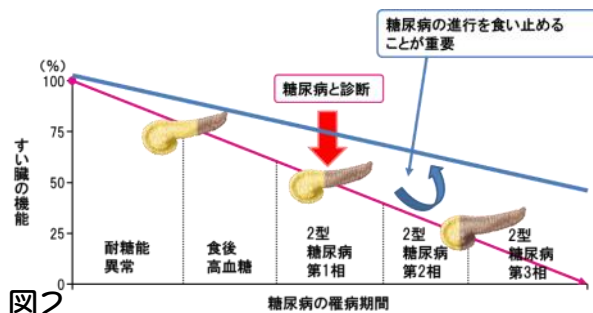 糖尿病の進行を食い止める
ことが重要
(%)
100
糖尿病と診断
75
すい臓の機能
50
25
耐糖能
異常
食後
高血糖
2型
糖尿病
第1相
2型
糖尿病
第2相
2型
糖尿病
第3相
0
図2
糖尿病の罹病期間